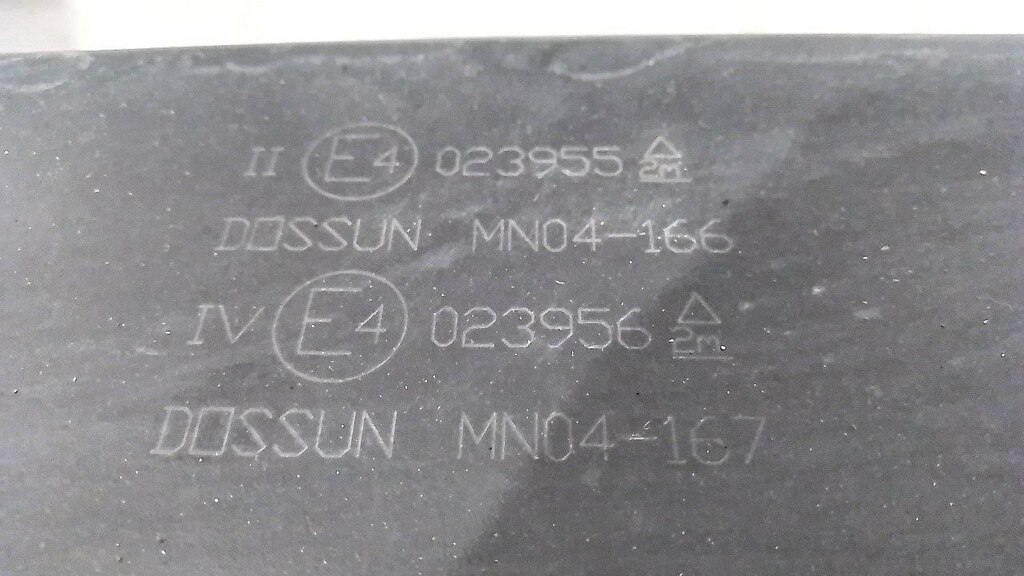 II E4 023955 △ 2m
DOSSUN MN04-166
IV E4 023956 △ 2m
DOSSUN MN04-167